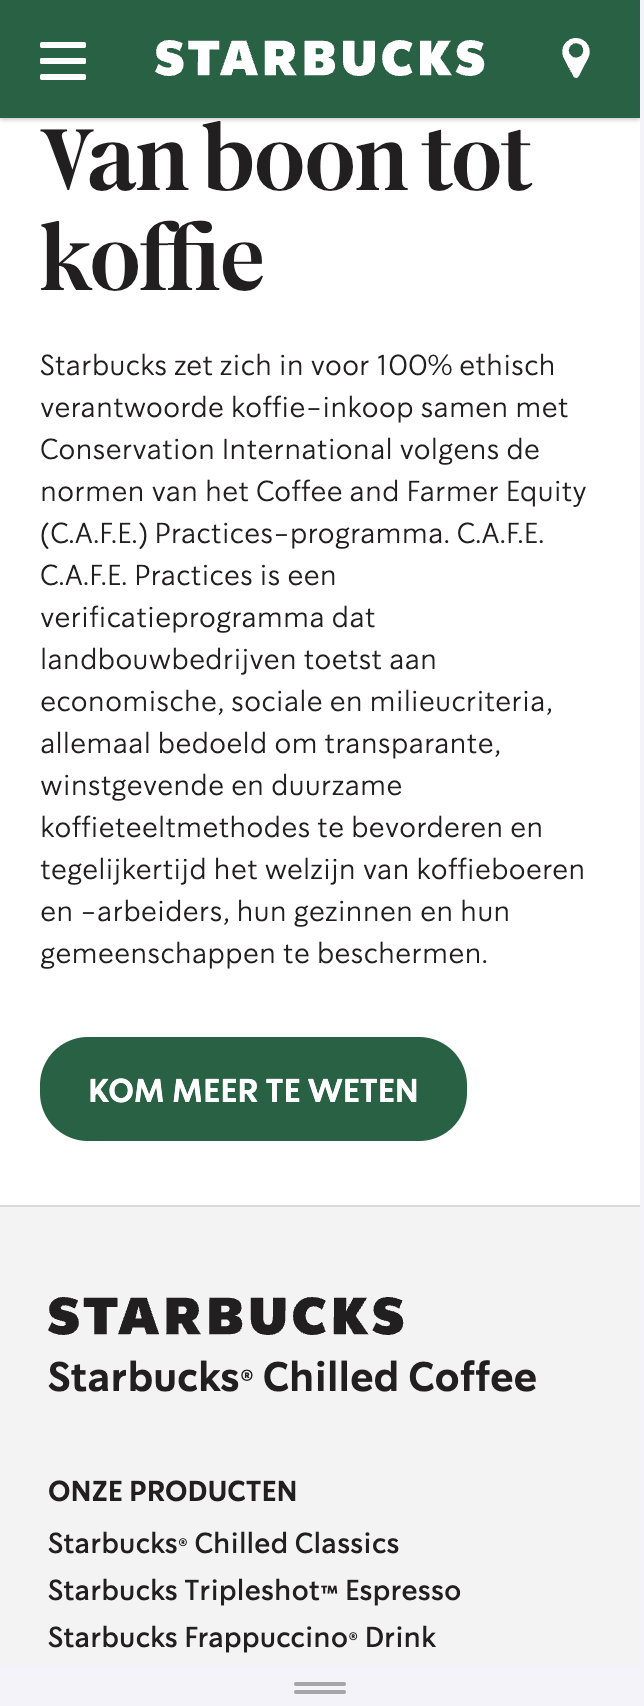 STARBUCKS
Van boon tot
koffie
Starbucks zet zich in voor 100% ethisch
verantwoorde koffie-inkoop samen met
Conservation International volgens de
normen van het Coffee and Farmer Equity
(C.A.F.E.) Practices-programma. C.A.F.E.
C.A.F.E. Practices is een
verificatieprogramma dat
landbouwbedrijven toetst aan
economische, sociale en milieucriteria,
allemaal bedoeld om transparante,
winstgevende en duurzame
koffieteeltmethodes te bevorderen en
tegelijkertijd het welzijn van koffieboeren
en -arbeiders, hun gezinnen en hun
gemeenschappen te beschermen.
KOM MEER TE WETEN
STARBUCKS
Starbucks® Chilled Coffee
ONZE PRODUCTEN
Starbucks® Chilled Classics
Starbucks Tripleshot™ Espresso
Starbucks Frappuccino® Drink